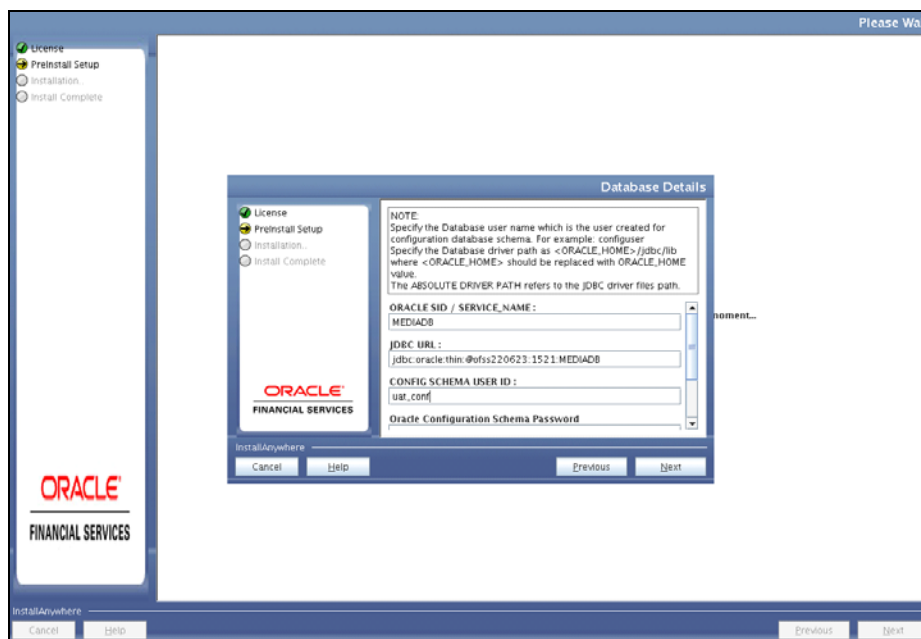 Please Wa
License
PreInstall Setup
Installation..
Install Complete
Database Details
License
PreInstall Setup
Installation..
Install Complete
NOTE:
Specify the Database user name which is the user created for
configuration database schema. For example: configuser
Specify the Database driver path as <ORACLE_HOME>/jdbc/lib
where <ORACLE_HOME> should be replaced with ORACLE_HOME
value.
The ABSOLUTE DRIVER PATH refers to the JDBC driver files path.
ORACLE SID / SERVICE_NAME :
MEDIADB
JDBC URL :
jdbc:oracle:thin:@ofss220623:1521:MEDIADB
CONFIG SCHEMA USER ID :
uat_conf
Oracle Configuration Schema Password
moment...
ORACLE'
FINANCIAL SERVICES
InstallAnywhere
Cancel Help Previous Next
ORACLE'
FINANCIAL SERVICES
InstallAnywhere
Cancel Help Previous Next